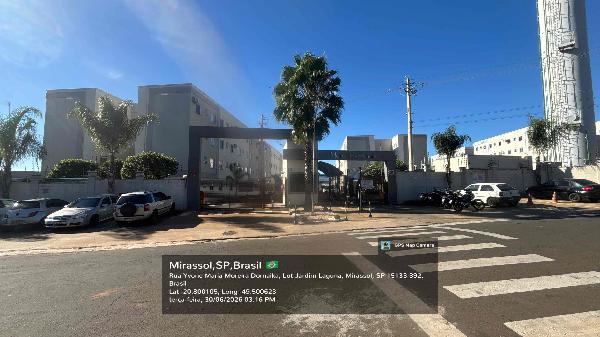 GPS Map Camera
Mirassol,SP,Brasil
Rua Yvone Maria Moreira Dornaika, Lot Jardim Laguna, Mirassol, SP 15133-392,
Brasil
Lat -20.800105, Long -49.500623
terça-feira, 30/06/2026 03:16 PM